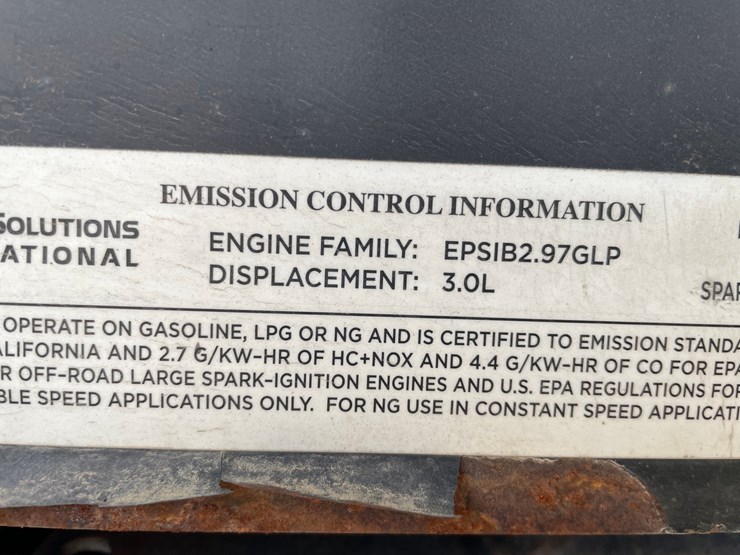 EMISSION CONTROL INFORMATION
SOLUTIONS
ATIONAL
ENGINE FAMILY: EPSIB2.97GLP
DISPLACEMENT: 3.0L
SPAR
OPERATE ON GASOLINE, LPG OR NG AND IS CERTIFIED TO EMISSION STANDA
ALIFORNIA AND 2.7 G/KW-HR OF HC+NOX AND 4.4 G/KW-HR OF CO FOR EPA
R OFF-ROAD LARGE SPARK-IGNITION ENGINES AND U.S. EPA REGULATIONS FOR
BLE SPEED APPLICATIONS ONLY. FOR NG USE IN CONSTANT SPEED APPLICATI